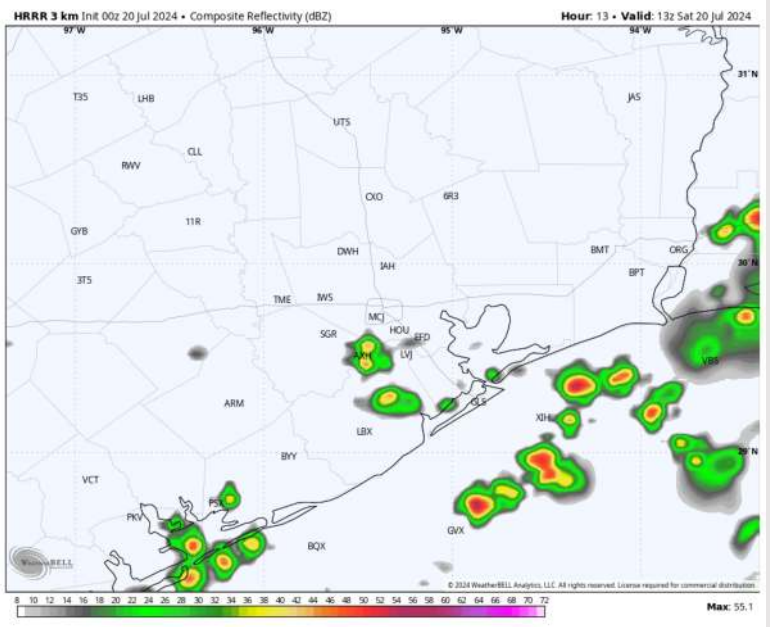 HRRR 3 km Init 00z 20 Jul 2024 • Composite Reflectivity (dBZ)
Hour: 13 • Valid: 13z Sat 20 Jul 2024
97°W 96°W 95°W 94°W
31°N
T35 LHB JAS
UTS
CLL
RWV
CXO 6R3
11R
GYB
DWH BMT ORG
IAH 30°N
BPT
3T5
TME IWS
MCJ
SGR HOU EFD
AXH LVJ
VBS
ARM GLS
XIH
LBX
29°N
BYY
VCT
PSX
PKV GVX
BQX
WeatherBELL
© 2024 WeatherBELL Analytics, LLC. All rights reserved. License required for commercial distribution.
8 10 12 14 16 18 20 22 24 26 28 30 32 34 36 38 40 42 44 46 48 50 52 54 56 58 60 62 64 66 68 70 72
Max: 55.1